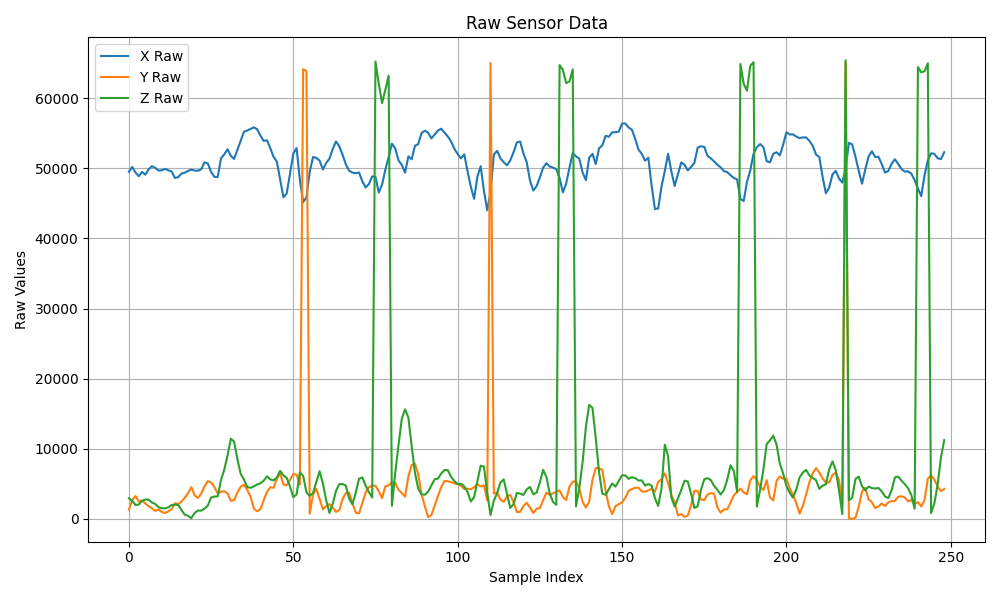 Raw Sensor Data
X Raw
Y Raw
Z Raw
Raw Values
60000
50000
40000
30000
20000
10000
0
0 50 100 150 200 250
Sample Index